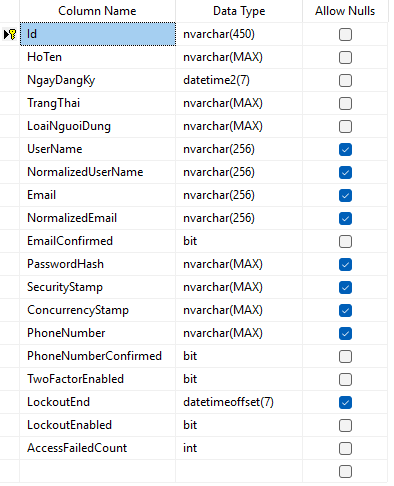 Column Name Data Type Allow Nulls
Id nvarchar(450)
HoTen nvarchar(MAX)
NgayDangKy datetime2(7)
TrangThai nvarchar(MAX)
LoaiNguoiDung nvarchar(MAX)
UserName nvarchar(256)
NormalizedUserName nvarchar(256)
Email nvarchar(256)
NormalizedEmail nvarchar(256)
EmailConfirmed bit
PasswordHash nvarchar(MAX)
SecurityStamp nvarchar(MAX)
ConcurrencyStamp nvarchar(MAX)
PhoneNumber nvarchar(MAX)
PhoneNumberConfirmed bit
TwoFactorEnabled bit
LockoutEnd datetimeoffset(7)
LockoutEnabled bit
AccessFailedCount int